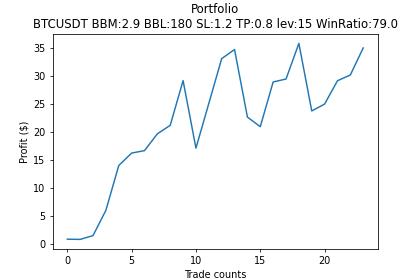 Portfolio
BTCUSDT BBM:2.9 BBL:180 SL:1.2 TP:0.8 lev:15 WinRatio:79.0
35
30
25
20
15
10
5
0
Profit ($)
0 5 10 15 20
Trade counts